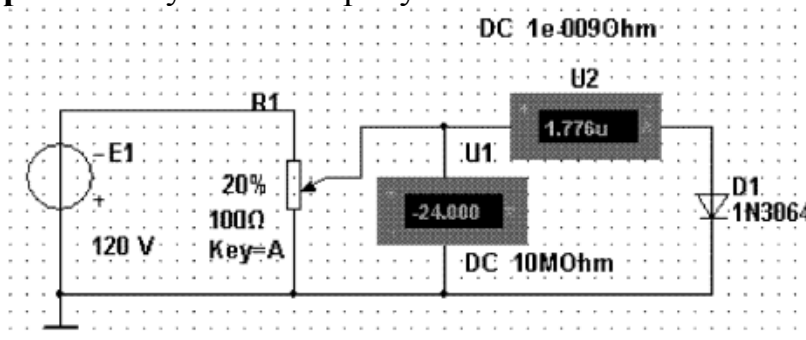 DC 1e-009Ohm
U2
R1
1.776u
E1
U1
20%
D1
100Ω
-24.000
1N3064
120 V
Key=A
DC 10MOhm